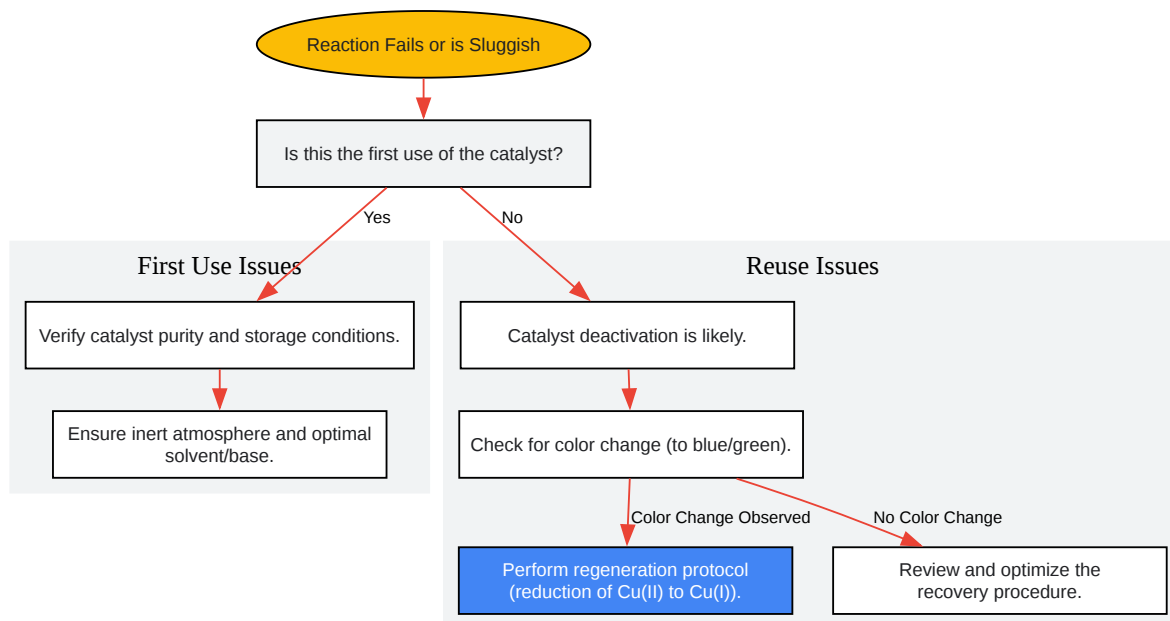 Reaction Fails or is Sluggish
Is this the first use of the catalyst?
Yes
No
First Use Issues
Reuse Issues
Verify catalyst purity and storage conditions.
Catalyst deactivation is likely.
Ensure inert atmosphere and optimal
solvent/base.
Check for color change (to blue/green).
Color Change Observed
No Color Change
Perform regeneration protocol
(reduction of Cu(II) to Cu(I)).
Review and optimize the
recovery procedure.